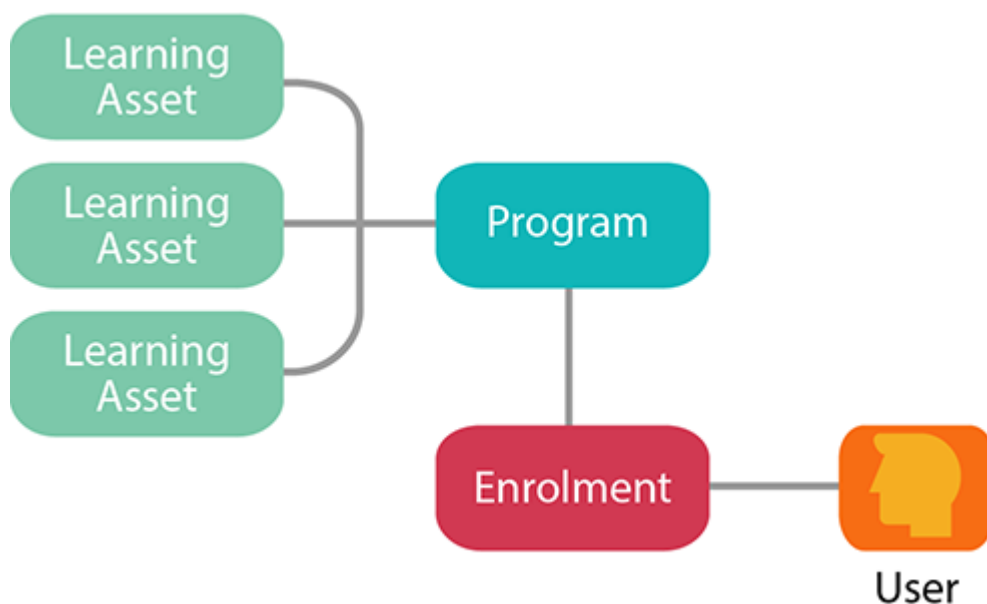 Learning
Asset
Learning
Asset
Learning
Asset
Program
Enrolment
User